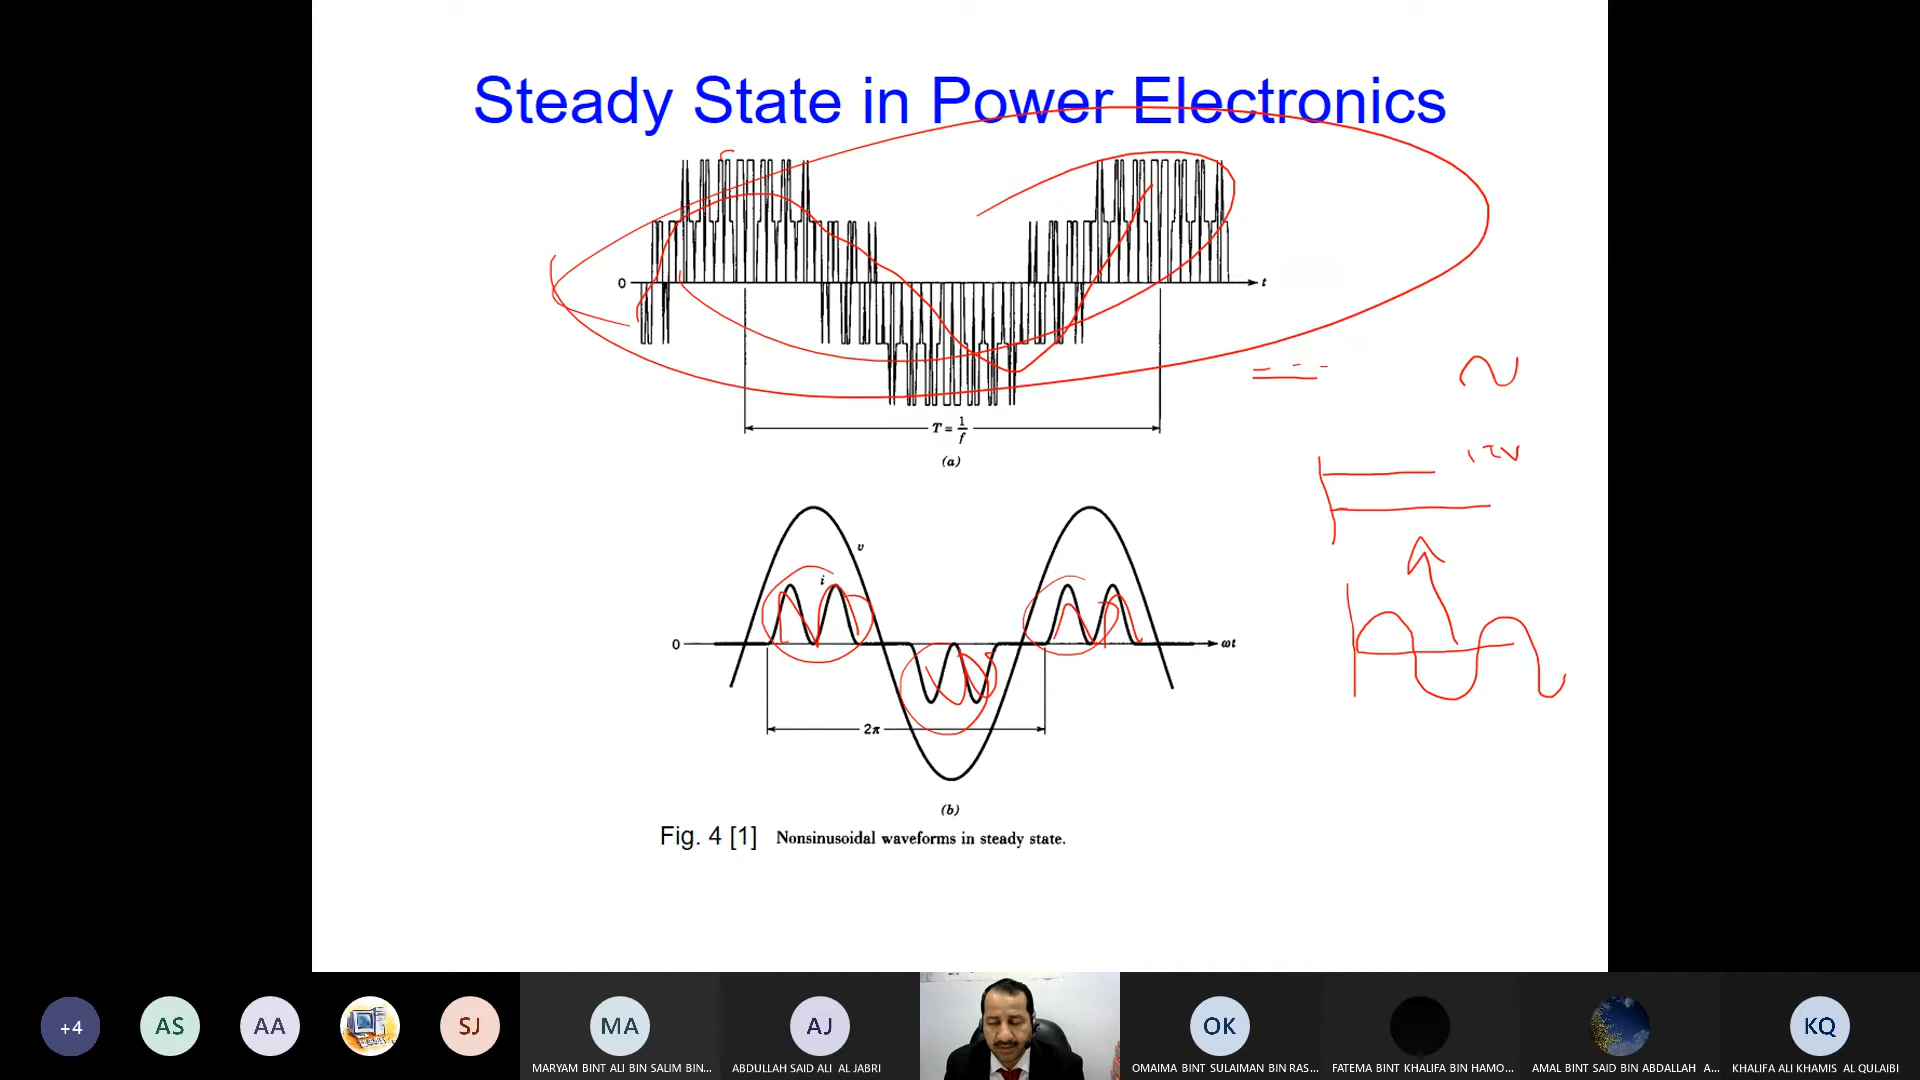 Steady State in Power Electronics
0
t
T = 1/f
(a)
v
i
0
ωt
2π
(b)
Fig. 4 [1] Nonsinusoidal waveforms in steady state.
12V
+4
AS
AA
SJ
MA
AJ
OK
KQ
MARYAM BINT ALI BIN SALIM BIN...
ABDULLAH SAID ALI AL JABRI
OMAIMA BINT SULAIMAN BIN RAS...
FATEMA BINT KHALIFA BIN HAMO...
AMAL BINT SAID BIN ABDALLAH A...
KHALIFA ALI KHAMIS AL QULAIBI